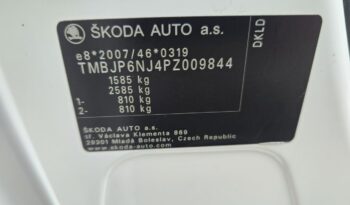 ŠKODA AUTO a.s.
DKLD
e8*2007/46*0319
TMBJP6NJ4PZ009844
1585 kg
2585 kg
1- 810 kg
2- 810 kg
ŠKODA AUTO a.s.
tř. Václava Klementa 869
29301 Mladá Boleslav, Czech Republic
skoda-auto.com